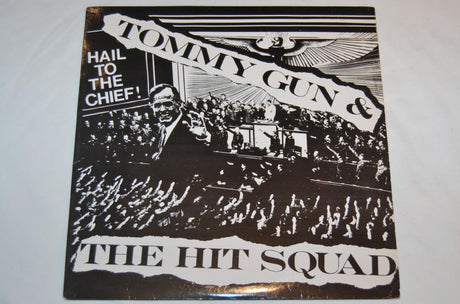 TOMMY GUN &
HAIL
TO
THE
CHIEF!
THE HIT SQUAD